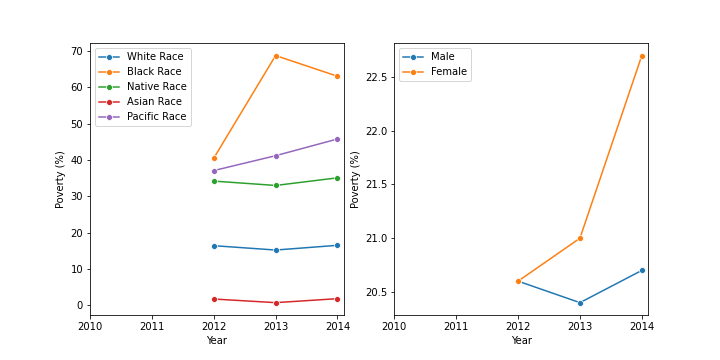 White Race
Black Race
Native Race
Asian Race
Pacific Race
Poverty (%)
70
60
50
40
30
20
10
0
2010 2011 2012 2013 2014
Year
Male
Female
Poverty (%)
22.5
22.0
21.5
21.0
20.5
2010 2011 2012 2013 2014
Year